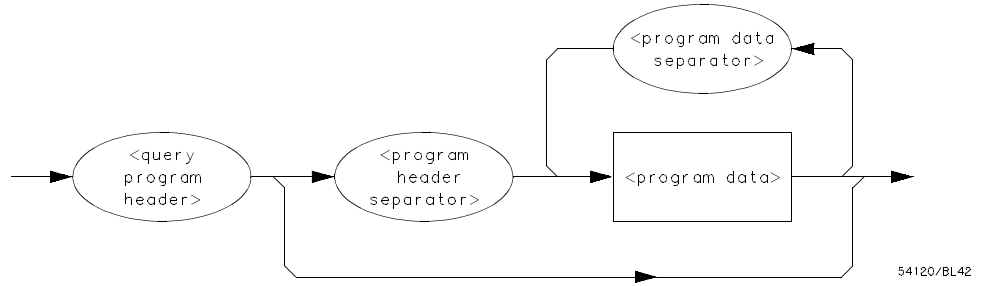 <program data
separator>
<query
program
header>
<program
header
separator>
<program data>
54120/BL42